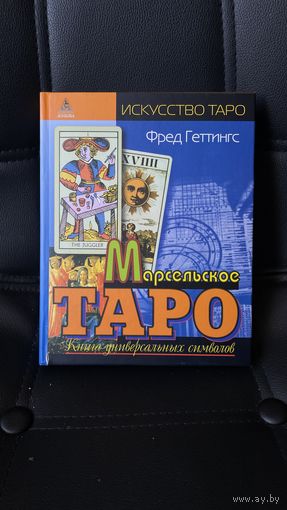 ИСКУССТВО ТАРО
Фред Геттингс
XVIII
THE JUGGLER
Марсельское
ТАРО
Книга универсальных символов
www.ay.by